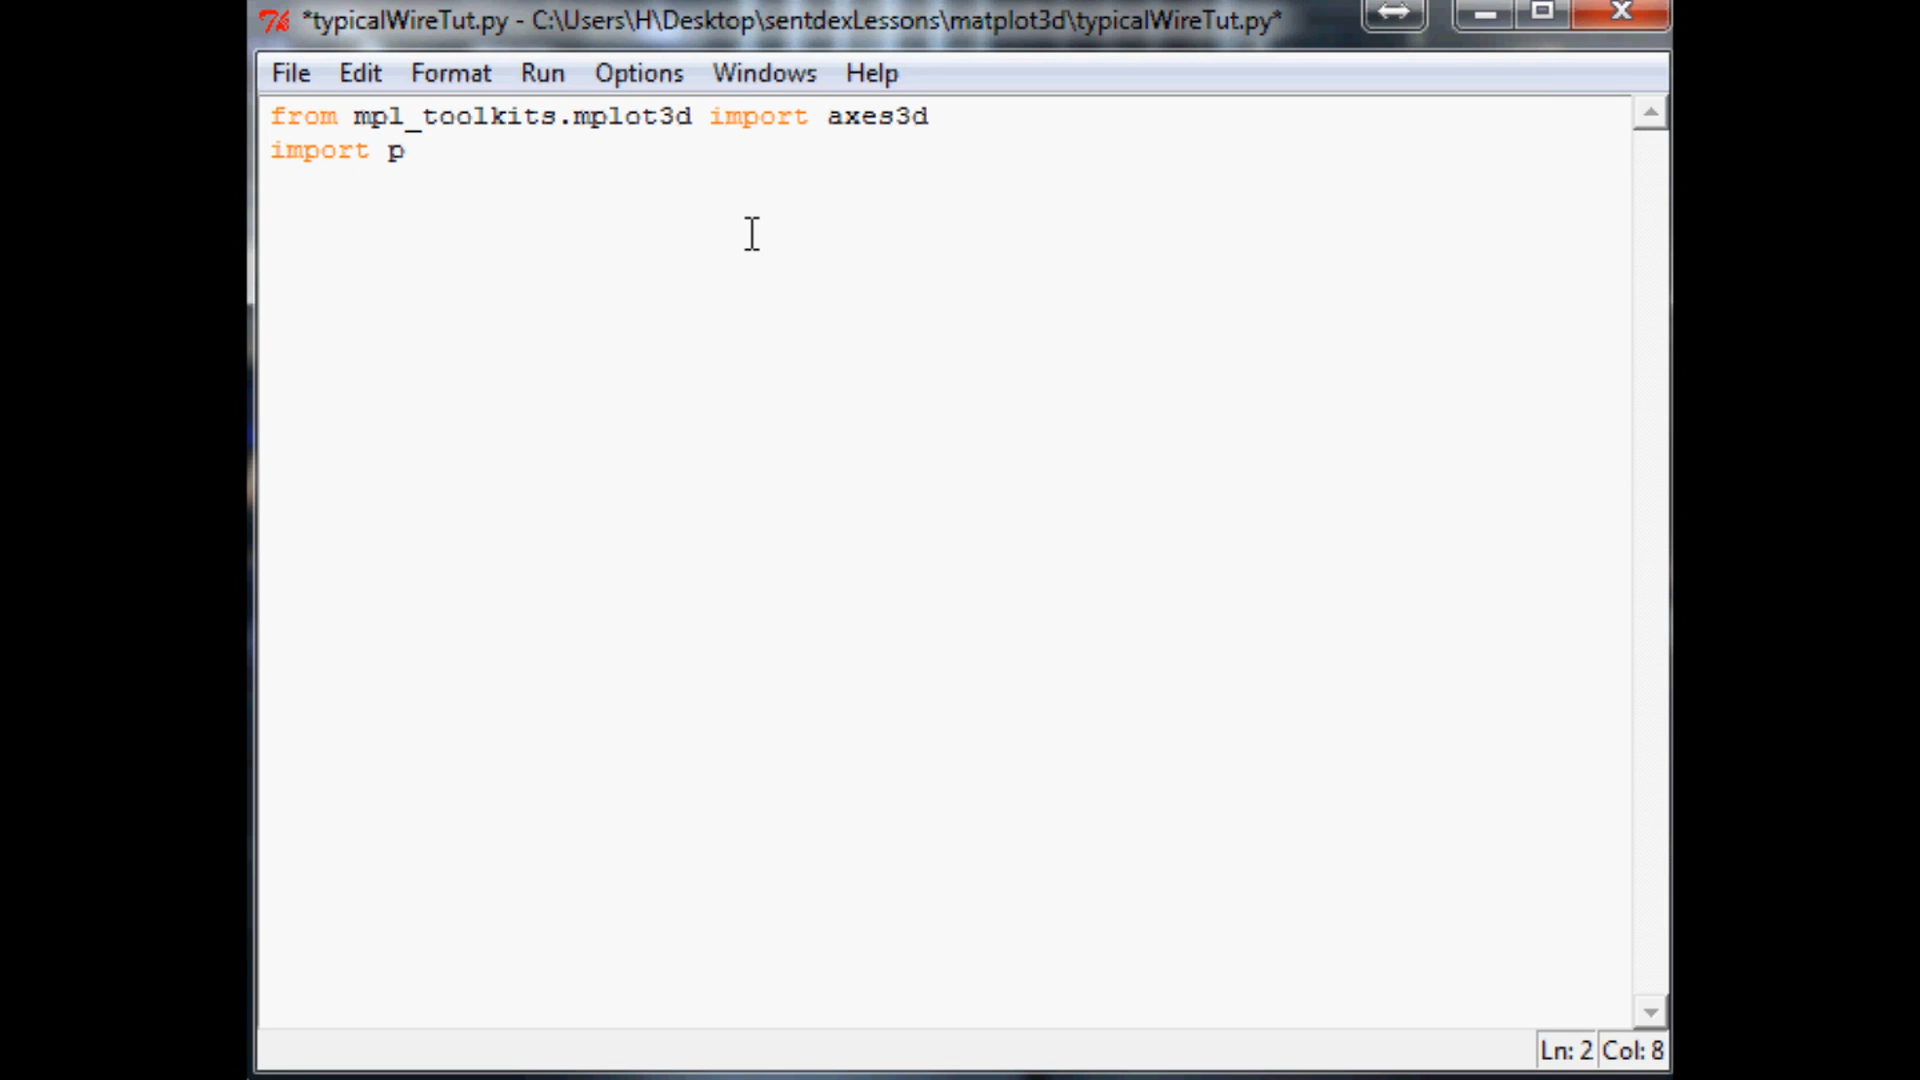 *typicalWireTut.py - C:\Users\H\Desktop\sentdexLessons\matplot3d\typicalWireTut.py*
File Edit Format Run Options Windows Help
from mpl_toolkits.mplot3d import axes3d
import p
Ln: 2 Col: 8